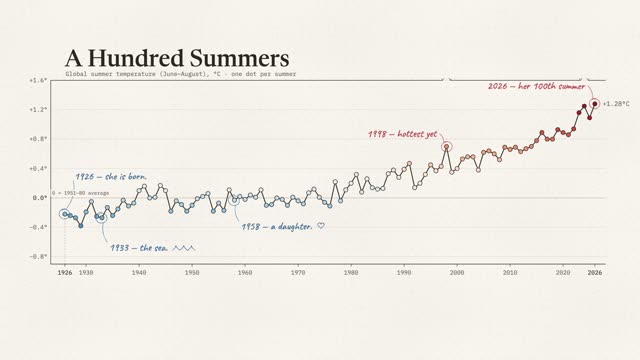 A Hundred Summers
Global summer temperature (June–August), °C · one dot per summer
+1.6°
2026 — her 100th summer
+1.28°C
+1.2°
1998 — hottest yet
+0.8°
+0.4°
1926 — she is born.
0 = 1951–80 average
0.0°
1958 — a daughter. ♡
−0.4°
1933 — the sea.
−0.8°
1926 1930 1940 1950 1960 1970 1980 1990 2000 2010 2020 2026